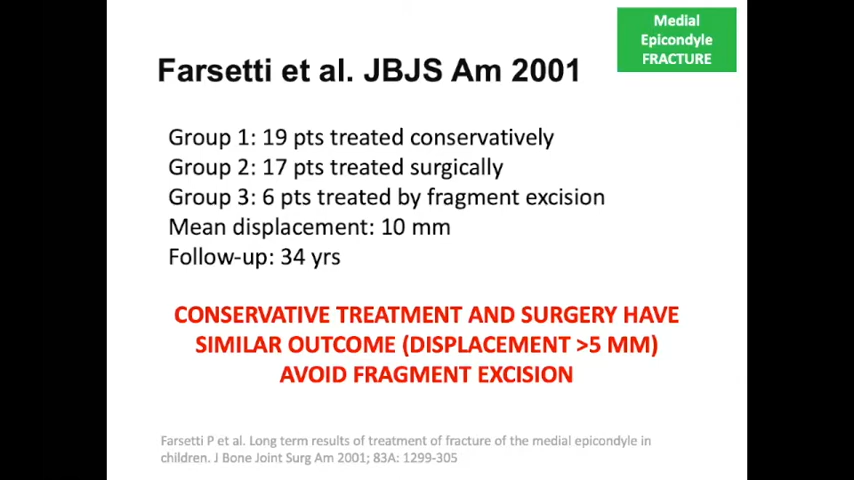 Medial
Epicondyle
FRACTURE
Farsetti et al. JBJS Am 2001
Group 1: 19 pts treated conservatively
Group 2: 17 pts treated surgically
Group 3: 6 pts treated by fragment excision
Mean displacement: 10 mm
Follow-up: 34 yrs
CONSERVATIVE TREATMENT AND SURGERY HAVE
SIMILAR OUTCOME (DISPLACEMENT >5 MM)
AVOID FRAGMENT EXCISION
Farsetti P et al. Long term results of treatment of fracture of the medial epicondyle in
children. J Bone Joint Surg Am 2001; 83A: 1299-305